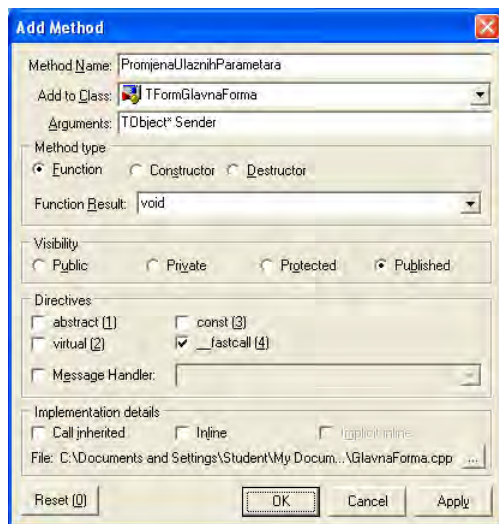 Add Method
Method Name: PromjenaUlaznihParametara
Add to Class: TFormGlavnaForma
Arguments: TObject* Sender
Method type
Function Constructor Destructor
Function Result: void
Visibility
Public Private Protected Published
Directives
abstract (1) const (3)
virtual (2) __fastcall (4)
Message Handler:
Implementation details
Call inherited Inline Implicit inline
File: C:\Documents and Settings\Student\My Docum...\GlavnaForma.cpp ...
Reset (0) OK Cancel Apply